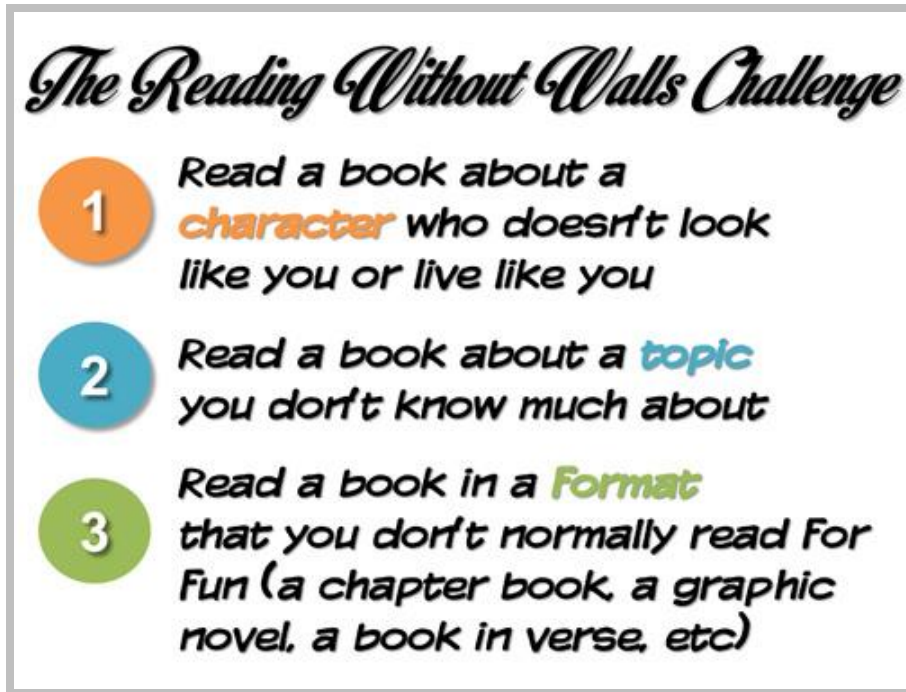 The Reading Without Walls Challenge
1
Read a book about a
character who doesn't look
like you or live like you
2
Read a book about a topic
you don't know much about
3
Read a book in a Format
that you don't normally read For
Fun (a chapter book, a graphic
novel, a book in verse, etc)